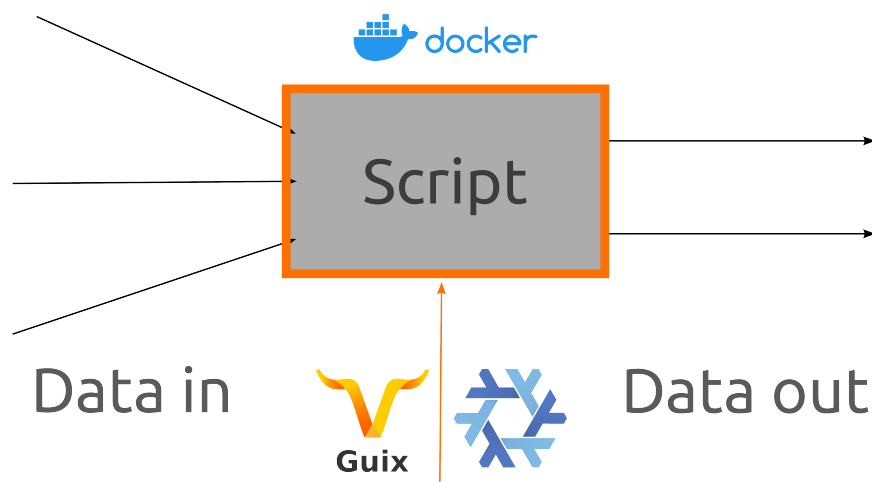 docker
Script
Data in
Data out
Guix